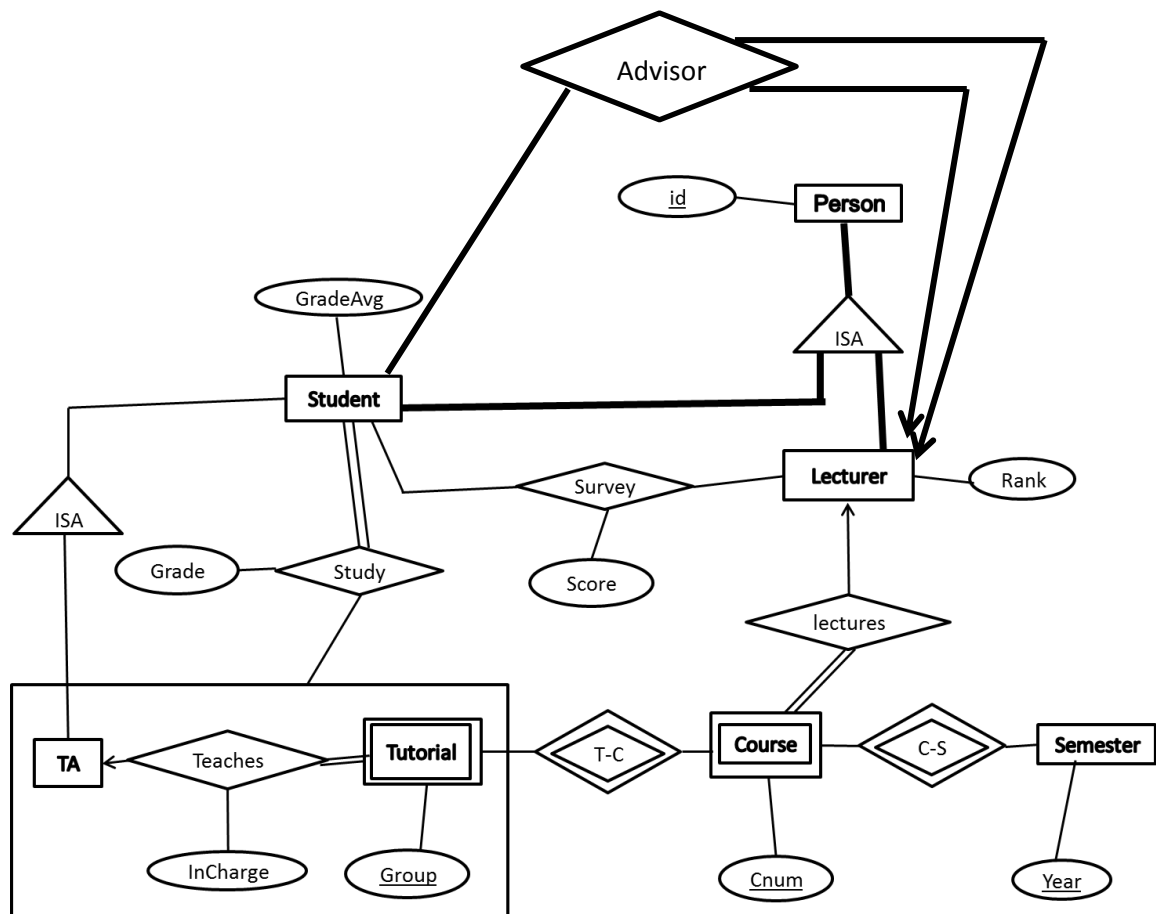 Advisor
id
Person
GradeAvg
ISA
Student
Lecturer
Rank
Survey
ISA
Grade
Study
Score
lectures
TA
Teaches
Tutorial
T-C
Course
C-S
Semester
InCharge
Group
Cnum
Year